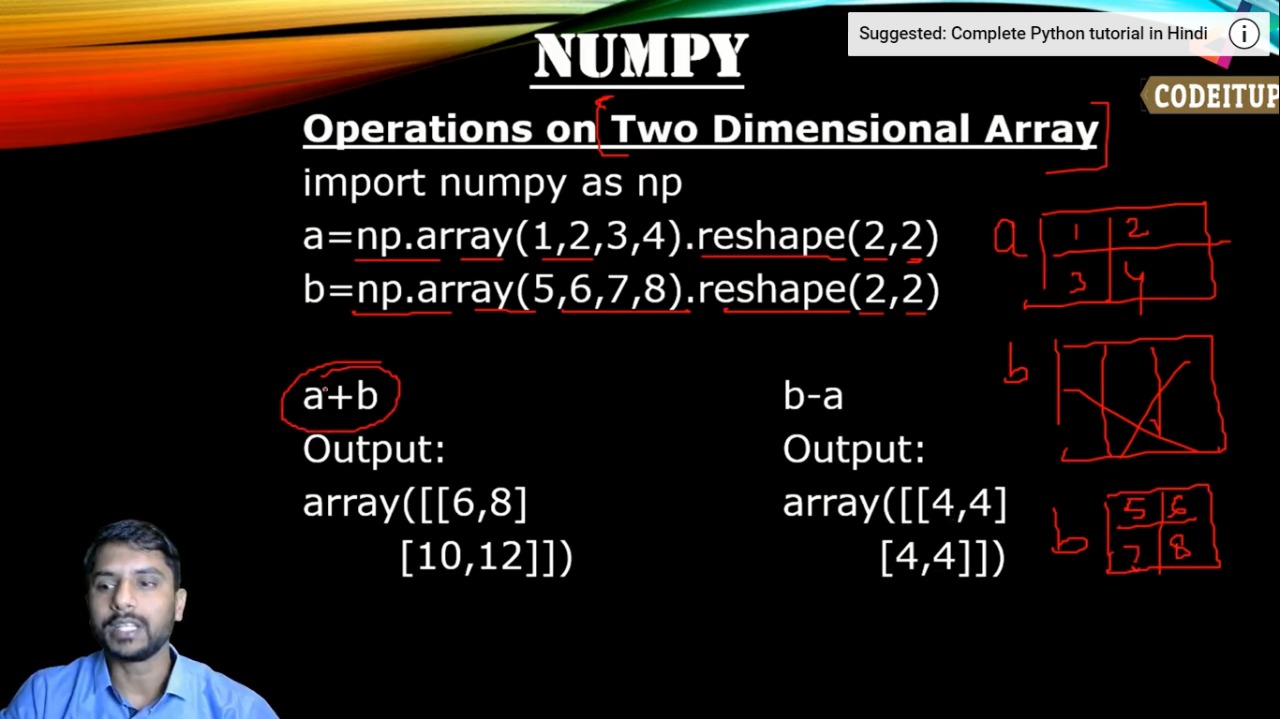 Suggested: Complete Python tutorial in Hindi
NUMPY
CODEITUP
Operations on Two Dimensional Array
import numpy as np
a=np.array(1,2,3,4).reshape(2,2)
b=np.array(5,6,7,8).reshape(2,2)
a 1 2
3 4
a+b
b-a
b
Output:
Output:
array([[6,8]
[10,12]])
array([[4,4]
[4,4]])
b 5 6
7 8